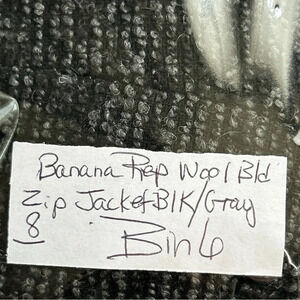 Banana Rep Wool Bld
Zip Jacket BlK/Gray
8
Bin 6